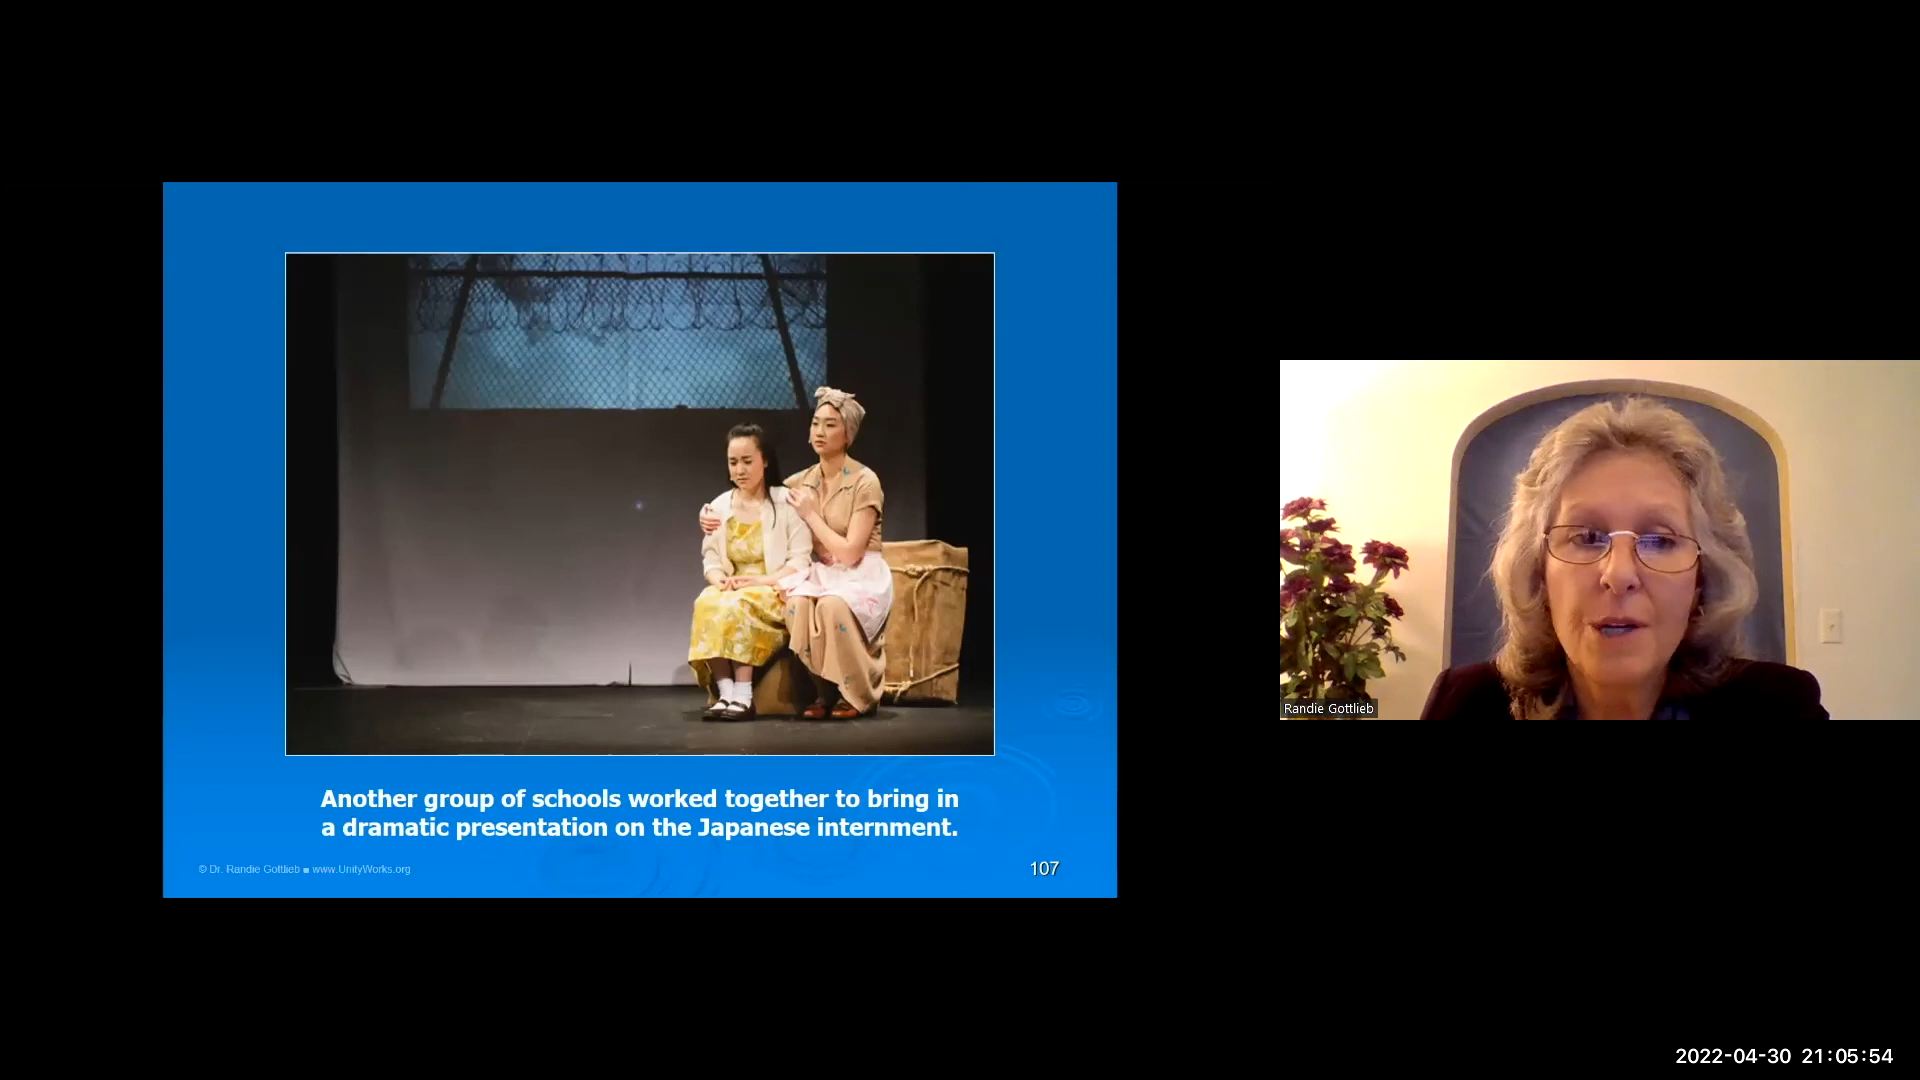 Another group of schools worked together to bring in
a dramatic presentation on the Japanese internment.
© Dr. Randie Gottlieb ■ www.UnityWorks.org
107
Randie Gottlieb
2022-04-30 21:05:54